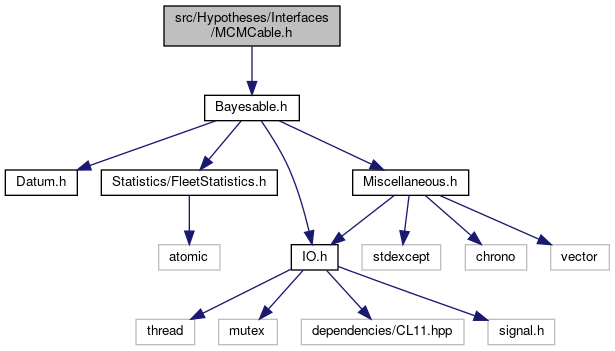 src/Hypotheses/Interfaces
/MCMCable.h
Bayesable.h
Datum.h
Statistics/FleetStatistics.h
Miscellaneous.h
atomic
IO.h
stdexcept
chrono
vector
thread
mutex
dependencies/CL11.hpp
signal.h